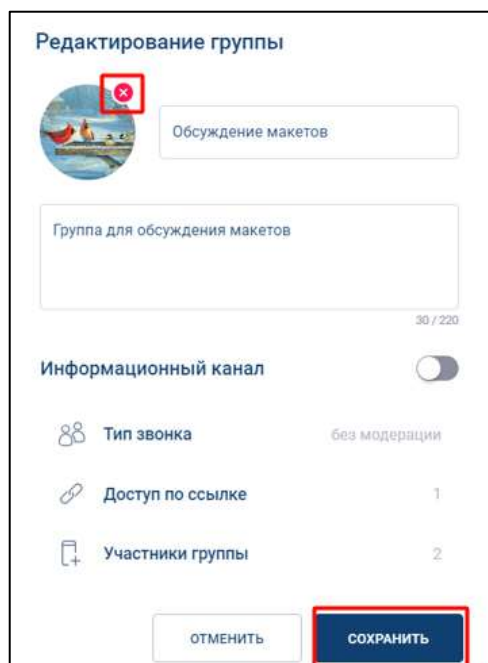 Редактирование группы
Обсуждение макетов
Группа для обсуждения макетов
30 / 220
Информационный канал
Тип звонка без модерации
Доступ по ссылке 1
Участники группы 2
ОТМЕНИТЬ СОХРАНИТЬ